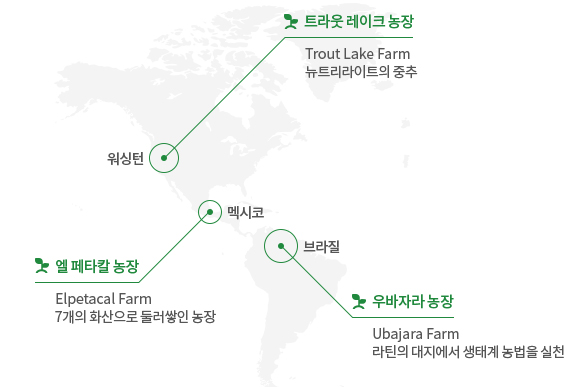 트라웃 레이크 농장
Trout Lake Farm
뉴트리라이트의 중추
워싱턴
멕시코
브라질
엘 페타칼 농장
Elpetacal Farm
7개의 화산으로 둘러쌓인 농장
우바자라 농장
Ubajara Farm
라틴의 대지에서 생태계 농법을 실천